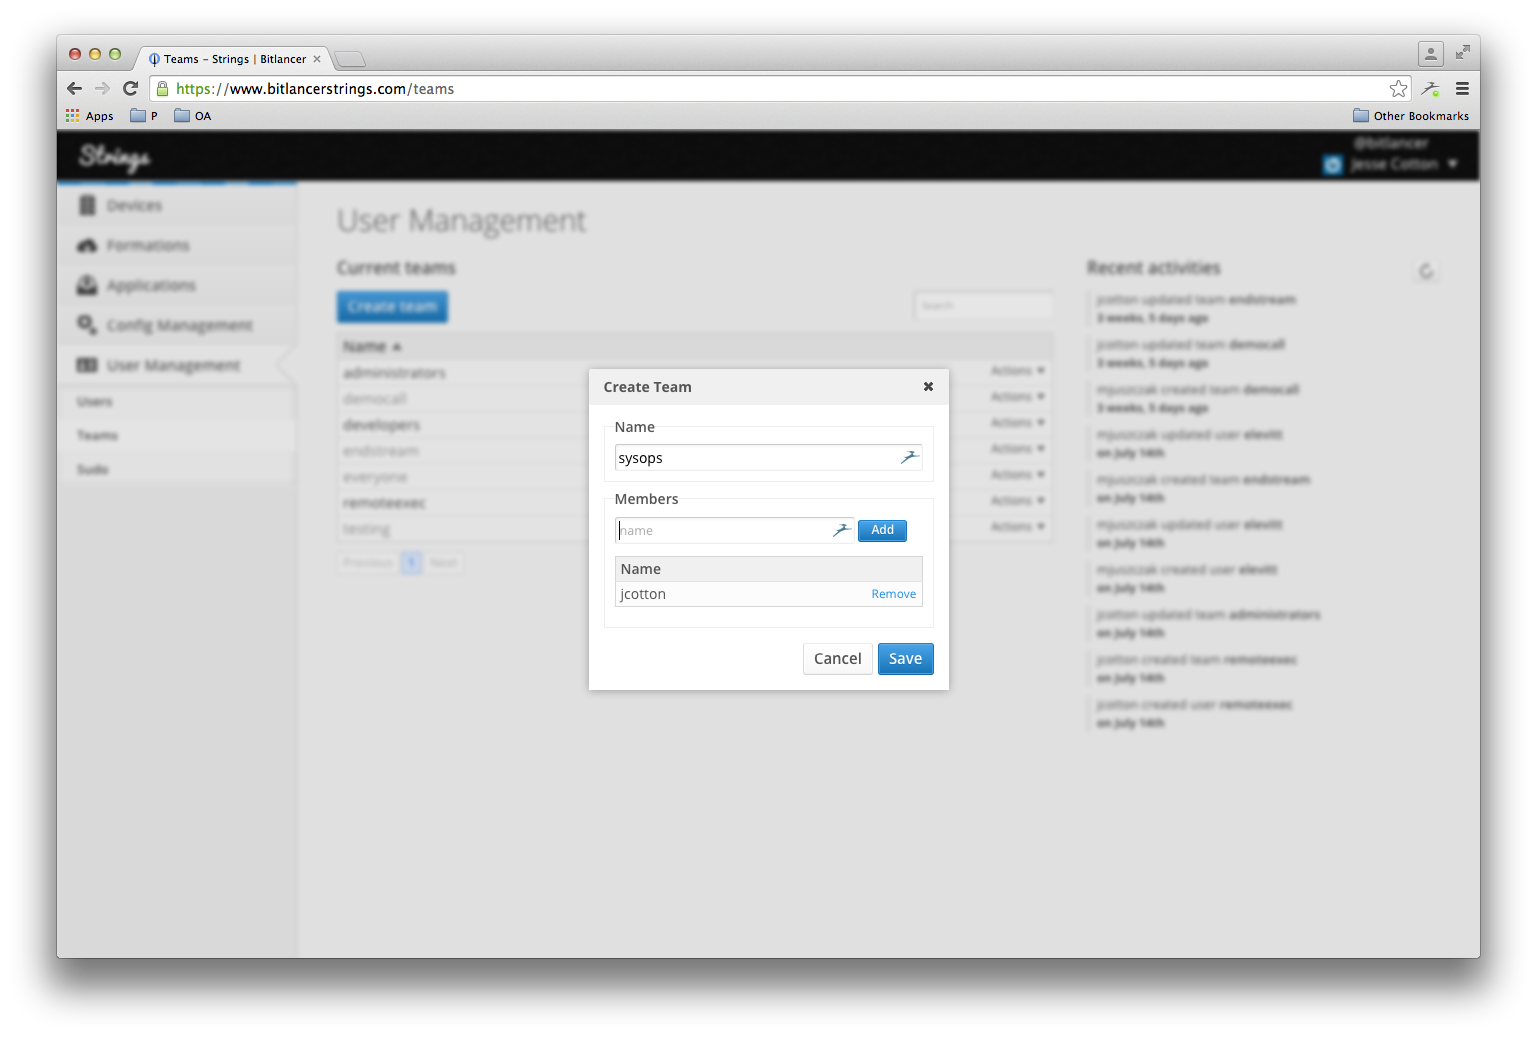 Teams – Strings | Bitlancer
https://www.bitlancerstrings.com/teams
Apps P OA Other Bookmarks
Strings
@bitlancer
Jesse Cotton
Devices
Formations
Applications
Config Management
User Management
Users
Teams
Sudo
User Management
Current teams
Create team
Search
Name
administrators Actions
democall Actions
developers Actions
endstream Actions
everyone Actions
remoteexec Actions
testing Actions
Previous 1 Next
Create Team
Name
sysops
Members
name Add
Name
jcotton Remove
Cancel Save
Recent activities
jcotton updated team endstream
3 weeks, 5 days ago
jcotton updated team democall
3 weeks, 5 days ago
mjuszczak created team democall
3 weeks, 5 days ago
mjuszczak updated user elevitt
on July 14th
mjuszczak created team endstream
on July 14th
mjuszczak updated user elevitt
on July 14th
mjuszczak created user elevitt
on July 14th
jcotton updated team administrators
on July 14th
jcotton created team remoteexec
on July 14th
jcotton created user remoteexec
on July 14th